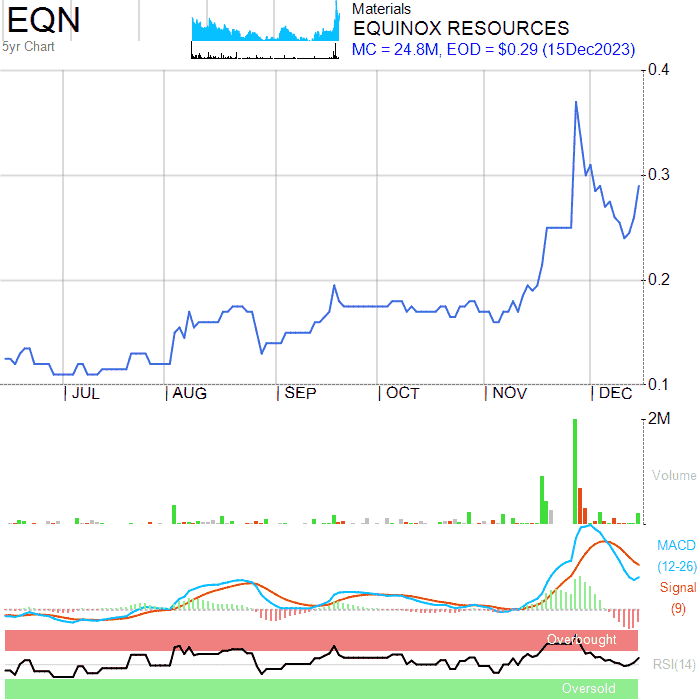 EQN
5yr Chart
Materials
EQUINOX RESOURCES
MC = 24.8M, EOD = $0.29 (15Dec2023)
0.4
0.3
0.2
0.1
JUL AUG SEP OCT NOV DEC
2M
Volume
MACD
(12-26)
Signal
(9)
Overbought
RSI(14)
Oversold